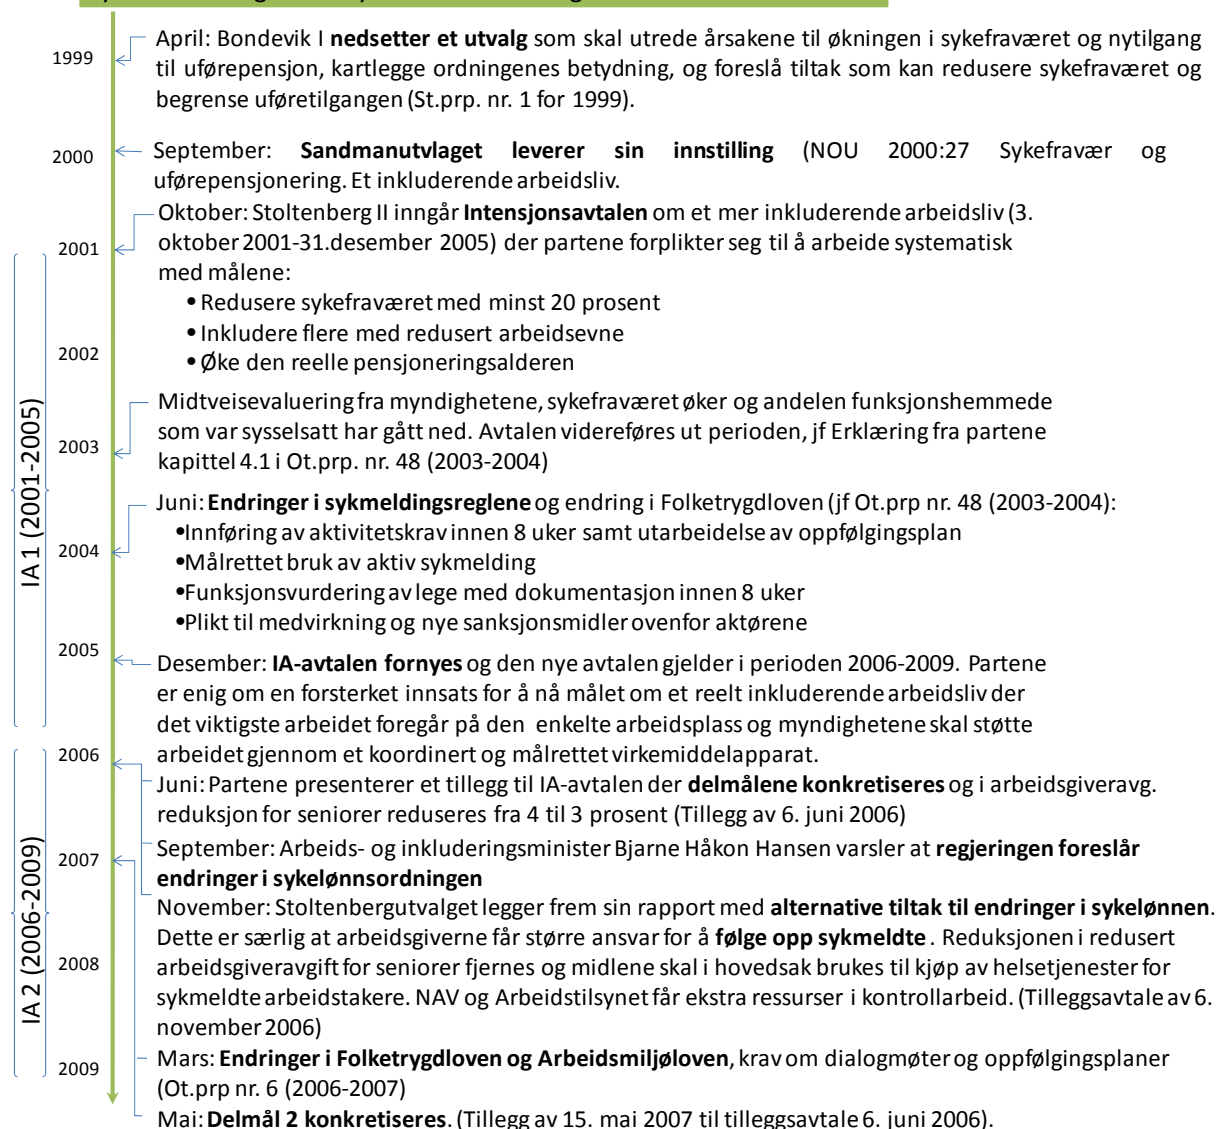 1999
April: Bondevik I nedsetter et utvalg som skal utrede årsakene til økningen i sykefraværet og nytilgang
til uførepensjon, kartlegge ordningenes betydning, og foreslå tiltak som kan redusere sykefraværet og
begrense uføretilgangen (St.prp. nr. 1 for 1999).
2000
September: Sandmanutvlaget leverer sin innstilling (NOU 2000:27 Sykefravær og
uførepensjonering. Et inkluderende arbeidsliv.
2001
Oktober: Stoltenberg II inngår Intensjonsavtalen om et mer inkluderende arbeidsliv (3.
oktober 2001-31.desember 2005) der partene forplikter seg til å arbeide systematisk
med målene:
• Redusere sykefraværet med minst 20 prosent
• Inkludere flere med redusert arbeidsevne
• Øke den reelle pensjoneringsalderen
2002
IA 1 (2001-2005)
2003
Midtveisevaluering fra myndighetene, sykefraværet øker og andelen funksjonshemmede
som var sysselsatt har gått ned. Avtalen videreføres ut perioden, jf Erklæring fra partene
kapittel 4.1 i Ot.prp. nr. 48 (2003-2004)
2004
Juni: Endringer i sykmeldingsreglene og endring i Folketrygdloven (jf Ot.prp nr. 48 (2003-2004):
•Innføring av aktivitetskrav innen 8 uker samt utarbeidelse av oppfølgingsplan
•Målrettet bruk av aktiv sykmelding
•Funksjonsvurdering av lege med dokumentasjon innen 8 uker
•Plikt til medvirkning og nye sanksjonsmidler ovenfor aktørene
2005
Desember: IA-avtalen fornyes og den nye avtalen gjelder i perioden 2006-2009. Partene
er enig om en forsterket innsats for å nå målet om et reelt inkluderende arbeidsliv der
det viktigste arbeidet foregår på den enkelte arbeidsplass og myndighetene skal støtte
arbeidet gjennom et koordinert og målrettet virkemiddelapparat.
2006
Juni: Partene presenterer et tillegg til IA-avtalen der delmålene konkretiseres og i arbeidsgiveravg.
reduksjon for seniorer reduseres fra 4 til 3 prosent (Tillegg av 6. juni 2006)
2007
September: Arbeids- og inkluderingsminister Bjarne Håkon Hansen varsler at regjeringen foreslår
endringer i sykelønnsordningen
November: Stoltenbergutvalget legger frem sin rapport med alternative tiltak til endringer i sykelønnen.
Dette er særlig at arbeidsgiverne får større ansvar for å følge opp sykmeldte . Reduksjonen i redusert
arbeidsgiveravgift for seniorer fjernes og midlene skal i hovedsak brukes til kjøp av helsetjenester for
sykmeldte arbeidstakere. NAV og Arbeidstilsynet får ekstra ressurser i kontrollarbeid. (Tilleggsavtale av 6.
november 2006)
2008
IA 2 (2006-2009)
2009
Mars: Endringer i Folketrygdloven og Arbeidsmiljøloven, krav om dialogmøter og oppfølgingsplaner
(Ot.prp nr. 6 (2006-2007)
Mai: Delmål 2 konkretiseres. (Tillegg av 15. mai 2007 til tilleggsavtale 6. juni 2006).